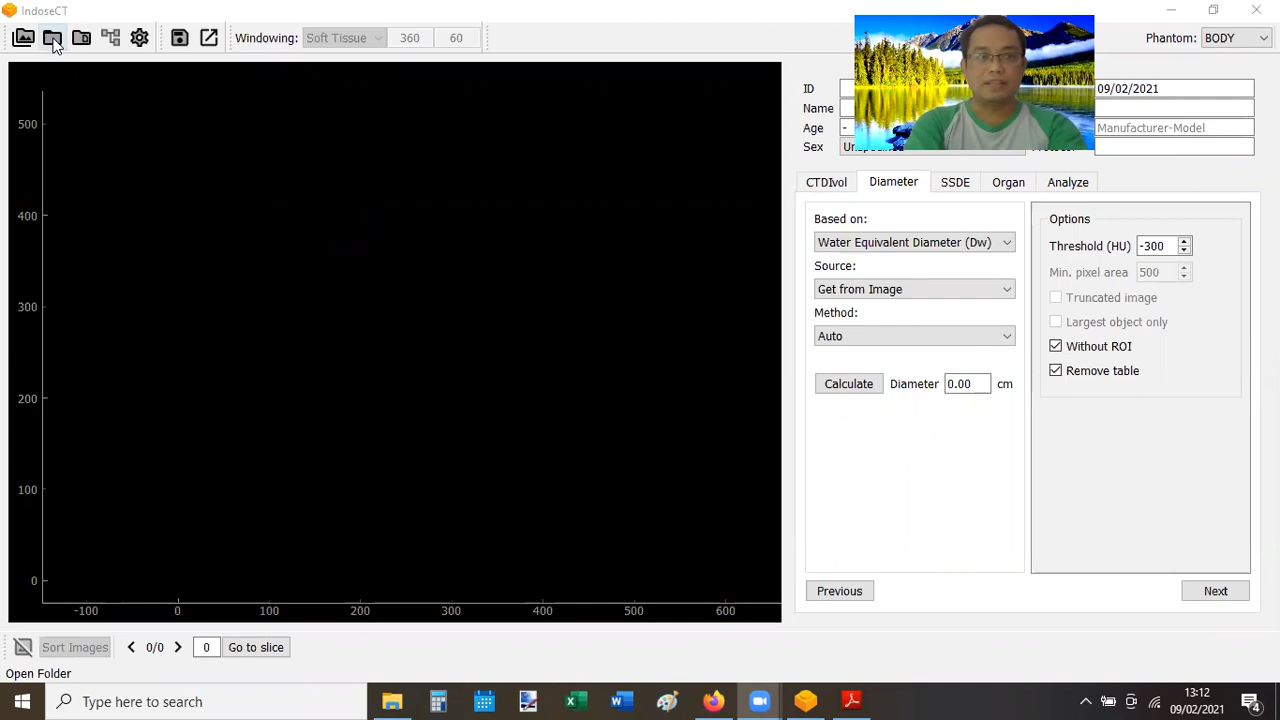 IndoseCT
Windowing: Soft Tissue 360 60 Phantom: BODY
ID 09/02/2021
Name
Age - Manufacturer-Model
Sex
CTDIvol Diameter SSDE Organ Analyze
Based on: Options
Water Equivalent Diameter (Dw) Threshold (HU) -300
Source: Min. pixel area 500
Get from Image Truncated image
Method: Largest object only
Auto Without ROI
Remove table
Calculate Diameter 0.00 cm
500
400
300
200
100
0
-100 0 100 200 300 400 500 600
Previous Next
Sort Images 0/0 0 Go to slice
Open Folder
Type here to search 13:12
09/02/2021
4